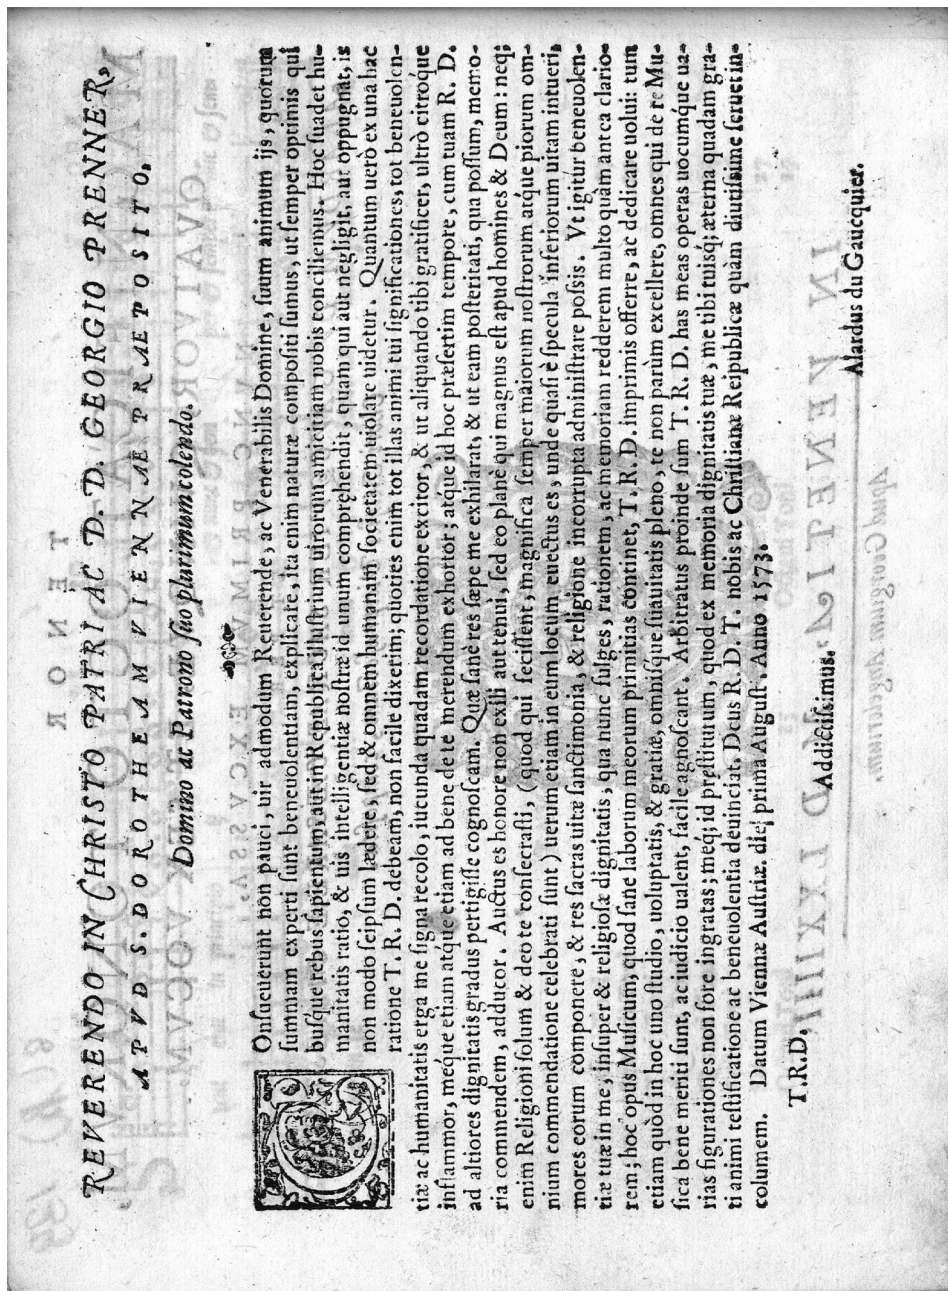 T E N O R
REVERENDO IN CHRISTO PATRI AC D. D. GEORGIO PRENNER,
APVD S. DOROTHEAM VIENNAE PRAEPOSITO,
Domino ac Patrono ſuo plurimum colendo.
COnſueuerunt non pauci, uir admodum Reuerende, ac Venerabilis Domine, ſuum animum ijs, quorum
ſummam experti ſunt beneuolentiam, explicare, ita enim naturæ compoſiti ſumus, ut ſemper optimis qui
buſque rebus ſapientum, aut in Republica illuſtrium uirorum amicitiam nobis conciliemus. Hoc ſuadet hu-
manitatis ratio, & uis intelligentiæ noſtræ id unum compręhendit, quam qui aut negligit, aut oppugnat, is
non modo ſeipſum lædere, ſed & omnem humanam ſocietatem uiolare uidetur. Quantum uerò ex una hac
ratione T. R. D. debeam, non facile dixerim; quoties enim tot illas animi tui ſignificationes, tot beneuolen-
tiæ ac humanitatis erga me ſigna recolo, iucunda quadam recordatione excitor, & ut aliquando tibi gratificer, ultrò citróque
inflammor, meque etiam atque etiam ad bene de te merendum exhortor; atque id hoc præſertim tempore, cum tuam R. D.
ad altiores dignitatis gradus pertigiſſe cognoſcam. Quæ ſanè res ſæpe me exhilarat, & ut eam poſteritati, qua poſſum, memo-
ria commendem, adducor. Auctus es honore non exili aut tenui, ſed eo planè qui magnus eſt apud homines & Deum: neq;
enim Religioni ſolum & deo te conſecraſti, (quod qui feciſſent, magnifica ſemper maiorum noſtrorum atque piorum om-
nium commendatione celebrati ſunt) uerum etiam in eum locum euectus es, unde quaſi è ſpecula inferiorum uitam intueri,
mores eorum componere, & res ſacras uitæ ſanctimonia, & religione incorrupta adminiſtrare poſsis. Vt igitur beneuolen-
tiæ tuæ in me, inſuper & religioſæ dignitatis, qua nunc fulges, rationem, ac memoriam redderem multo quàm antea clario-
rem; hoc opus Muſicum, quod ſane laborum meorum primitias continet, T. R. D. imprimis offerre, ac dedicare uolui: tum
etiam quòd in hoc uno ſtudio, uoluptatis, & gratiæ, omniſque ſuauitatis pleno, te non parum excellere, omnes qui de re Mu-
ſica bene meriti ſunt, ac iudicio ualent, facile agnoſcant. Arbitratus proinde ſum T. R. D. has meas operas uocumque ua-
rias figurationes non fore ingratas; meq; id preſtitutum, quod ex memoria dignitatis tuæ, me tibi tuisq; æterna quadam gra-
ti animi teſtificatione ac beneuolentia deuinciat. Deus R. D. T. nobis ac Chriſtianæ Reipublicæ quàm diutiſsime ſeruet in-
columem. Datum Viennæ Auſtriæ. die prima Auguſt. Anno 1573.
T. R. D,
Addictiſsimus.
Alardus du Gaucquier.